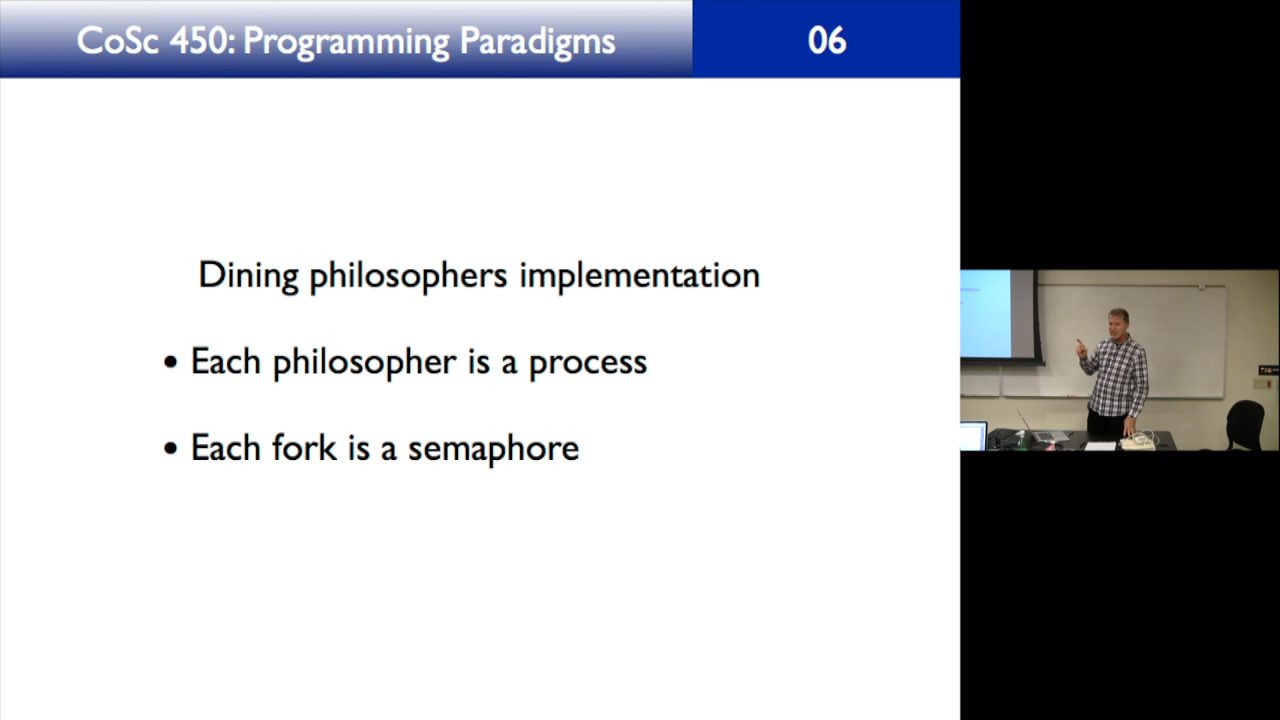 CoSc 450: Programming Paradigms
06
Dining philosophers implementation
• Each philosopher is a process
• Each fork is a semaphore